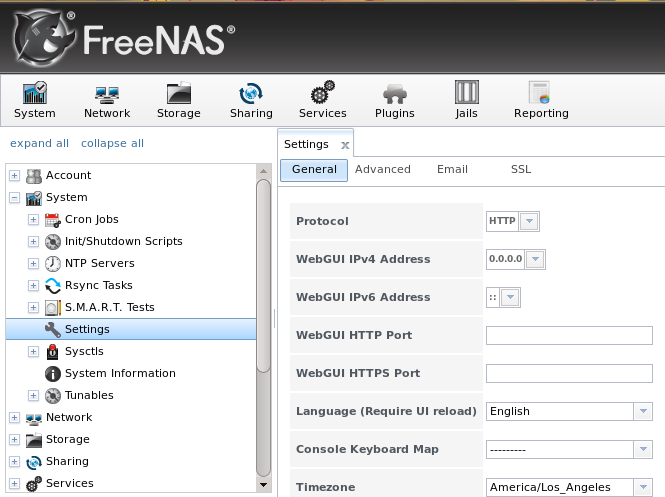 FreeNAS®
System Network Storage Sharing Services Plugins Jails Reporting
expand all collapse all
Settings x
General Advanced Email SSL
Account
System
Cron Jobs
Init/Shutdown Scripts
NTP Servers
Rsync Tasks
S.M.A.R.T. Tests
Settings
Sysctls
System Information
Tunables
Network
Storage
Sharing
Services
Protocol HTTP
WebGUI IPv4 Address 0.0.0.0
WebGUI IPv6 Address ::
WebGUI HTTP Port
WebGUI HTTPS Port
Language (Require UI reload) English
Console Keyboard Map ---------
Timezone America/Los_Angeles